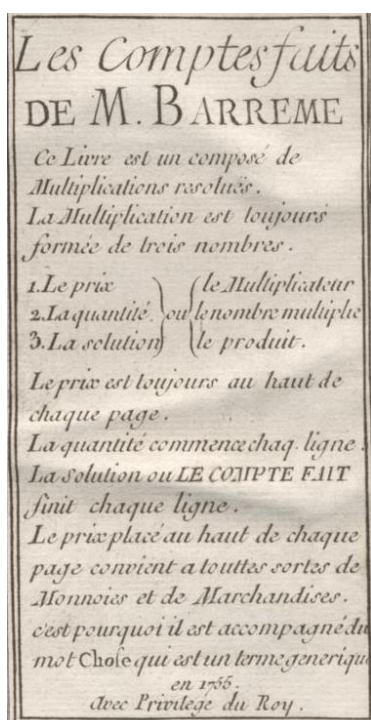 Les Comptes faits
DE M. BARREME
Ce Livre est un composé de
Multiplications resoluës.
La Multiplication est toujours
formée de trois nombres.
1. Le prix } ou { le Multiplicateur
2. La quantité. } ou { le nombre multiplie
3. La solution } ou { le produit.
Le prix est toujours au haut de
chaque page.
La quantité commence chaq. ligne.
La solution ou LE COMPTE FAIT
finit chaque ligne.
Le prix placé au haut de chaque
page convient a touttes sortes de
Monnoies et de Marchandises.
c'est pourquoi il est accompagné du
mot Chose qui est un terme generique
en 1755.
Avec Privilege du Roy.